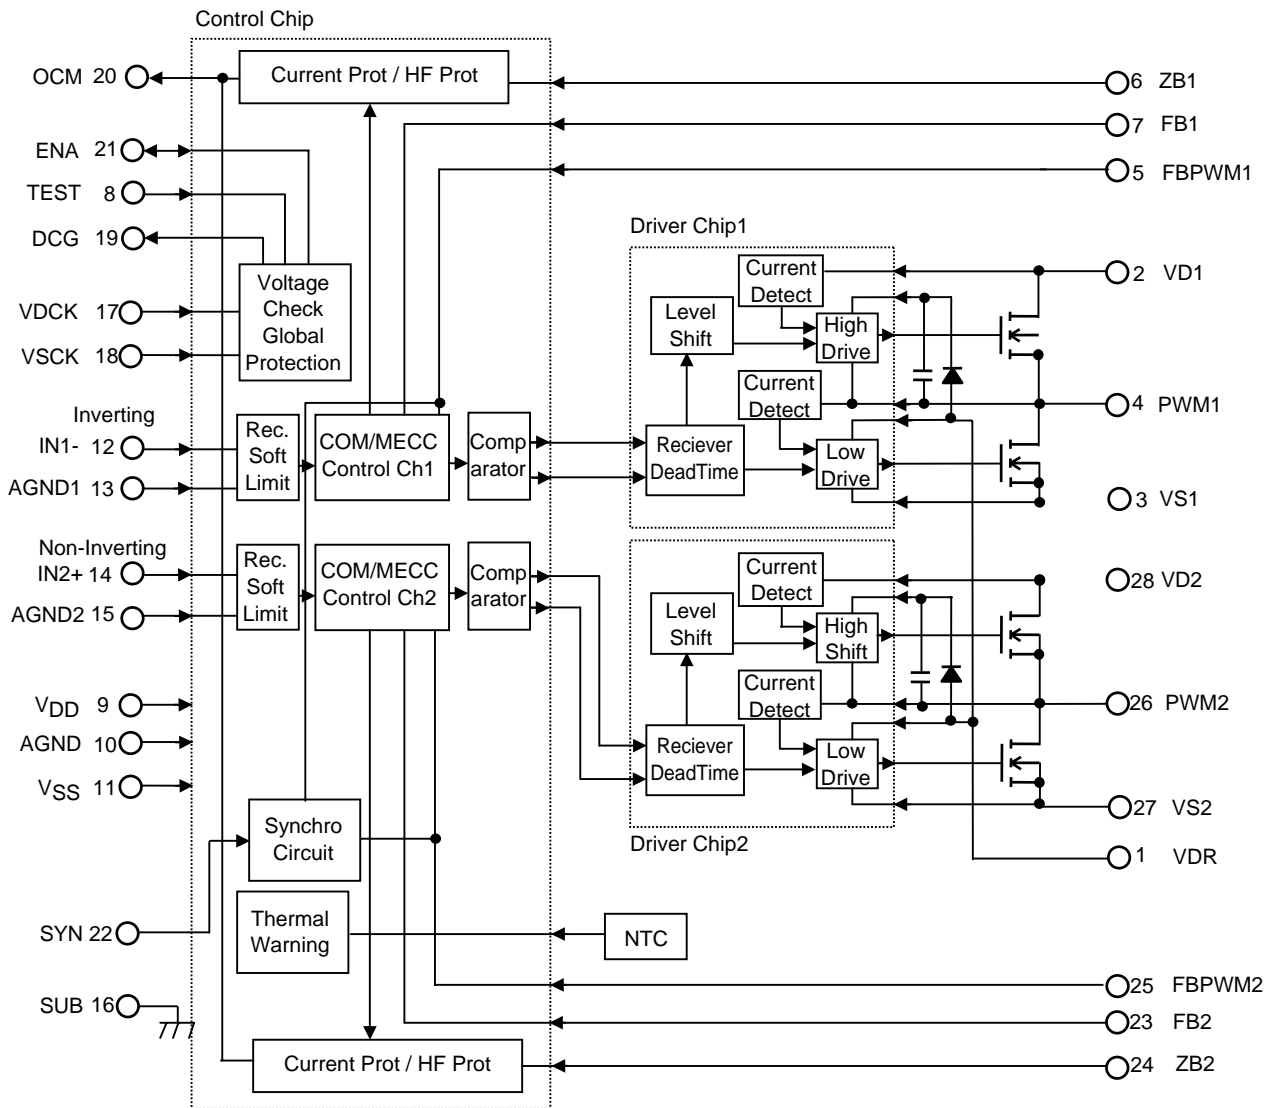 Control Chip
OCM 20
Current Prot / HF Prot
6 ZB1
7 FB1
ENA 21
5 FBPWM1
TEST 8
DCG 19
Driver Chip1
Voltage
Check
Global
Protection
Current
Detect
2 VD1
VDCK 17
Level
Shift
High
Drive
VSCK 18
Current
Detect
4 PWM1
Inverting
IN1- 12
AGND1 13
Rec.
Soft
Limit
COM/MECC
Control Ch1
Comp
arator
Reciever
DeadTime
Low
Drive
3 VS1
Non-Inverting
IN2+ 14
AGND2 15
Rec.
Soft
Limit
COM/MECC
Control Ch2
Comp
arator
Current
Detect
28 VD2
Level
Shift
High
Shift
Current
Detect
26 PWM2
VDD 9
AGND 10
VSS 11
Reciever
DeadTime
Low
Drive
27 VS2
Synchro
Circuit
Driver Chip2
1 VDR
SYN 22
Thermal
Warning
NTC
25 FBPWM2
SUB 16
23 FB2
Current Prot / HF Prot
24 ZB2